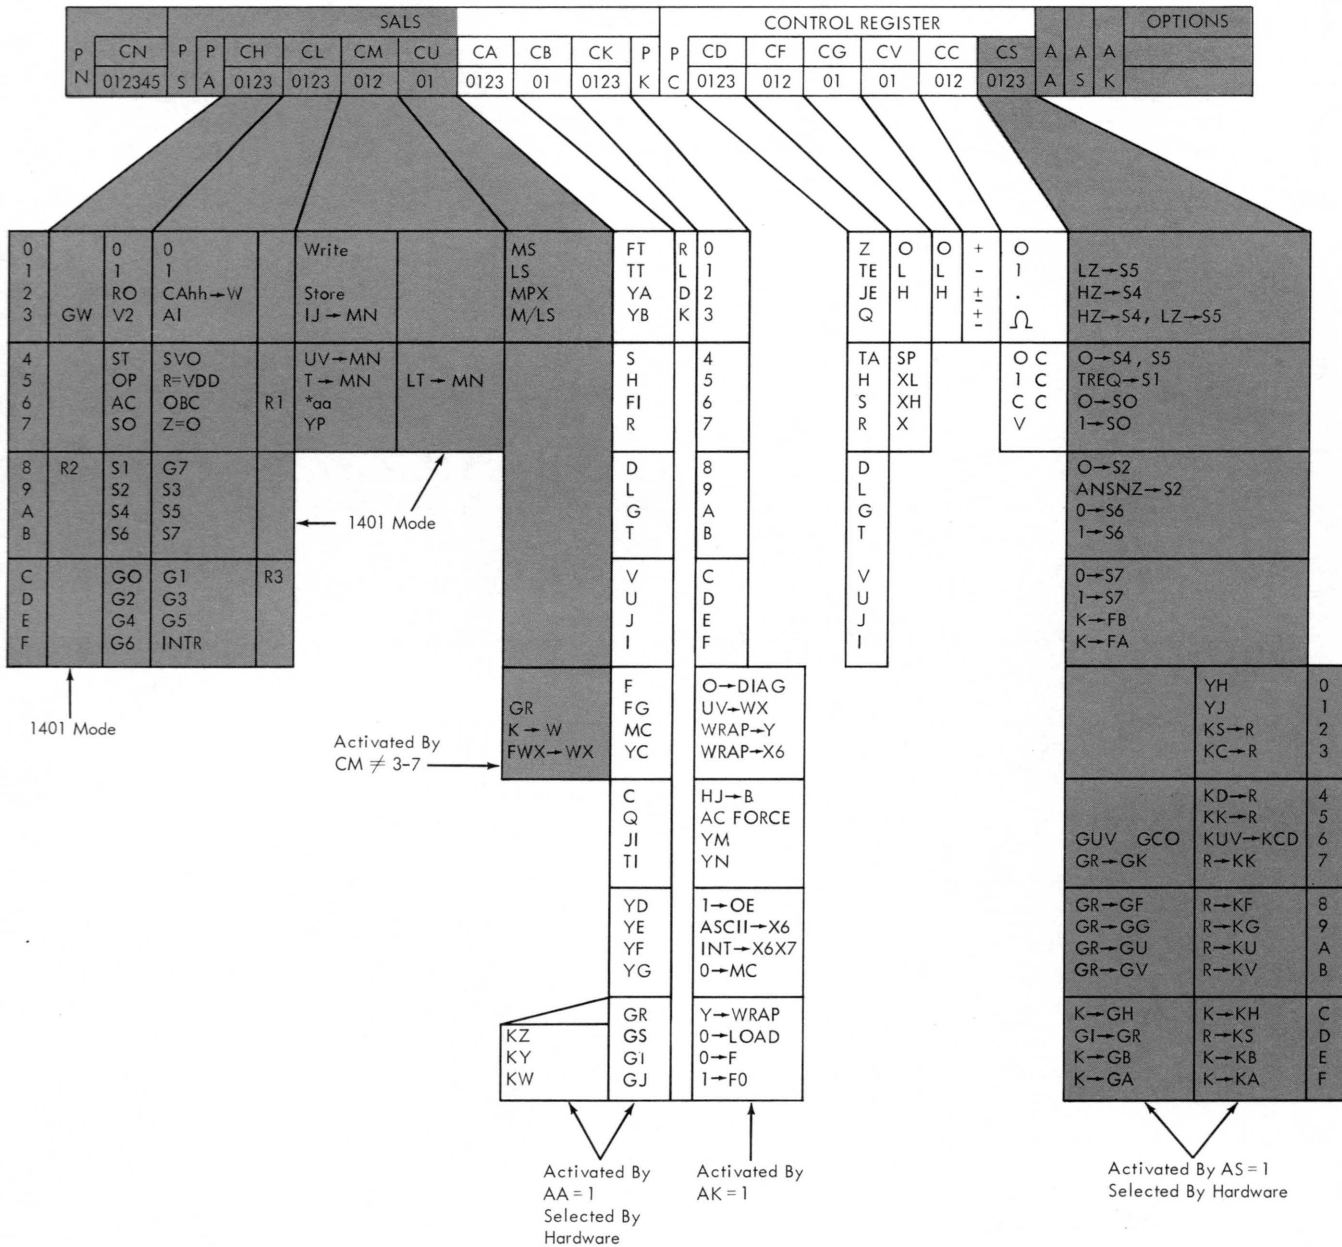 SALS CONTROL REGISTER OPTIONS
P N CN P S P A CH CL CM CU CA CB CK P K P C CD CF CG CV CC CS A A A S A K
012345 0123 0123 012 01 0123 01 0123 0123 012 01 01 012 0123
0 0 0 Write MS FT R 0 Z O O + O
1 1 1 LS TT L 1 TE L L - 1 LZ→S5
2 RO CAhh→W Store MPX YA D 2 JE H H ± . HZ→S4
3 GW V2 AI IJ→MN M/LS YB K 3 Q ± Ω HZ→S4, LZ→S5
4 ST SVO UV→MN S 4 TA SP O C O→S4, S5
5 OP R=VDD T→MN LT→MN H 5 H XL 1 C TREQ→S1
6 AC OBC R1 *aa FI 6 S XH C C O→SO
7 SO Z=O YP R 7 R X V 1→SO
8 R2 S1 G7 D 8 D O→S2
9 S2 S3 L 9 L ANSNZ→S2
A S4 S5 G A G 0→S6
B S6 S7 T B T 1→S6
1401 Mode
C GO G1 R3 V C V 0→S7
D G2 G3 U D U 1→S7
E G4 G5 J E J K→FB
F G6 INTR I F I K→FA
F O→DIAG YH 0
GR FG UV→WX YJ 1
K→W MC WRAP→Y KS→R 2
FWX→WX YC WRAP→X6 KC→R 3
1401 Mode
Activated By
CM ≠ 3-7
C HJ→B KD→R 4
Q AC FORCE KK→R 5
JI YM GUV GCO KUV→KCD 6
TI YN GR→GK R→KK 7
YD 1→OE GR→GF R→KF 8
YE ASCII→X6 GR→GG R→KG 9
YF INT→X6X7 GR→GU R→KU A
YG 0→MC GR→GV R→KV B
GR Y→WRAP K→GH K→KH C
KZ GS 0→LOAD GI→GR R→KS D
KY GI 0→F K→GB K→KB E
KW GJ 1→F0 K→GA K→KA F
Activated By
AA = 1
Selected By
Hardware
Activated By
AK = 1
Activated By AS = 1
Selected By Hardware